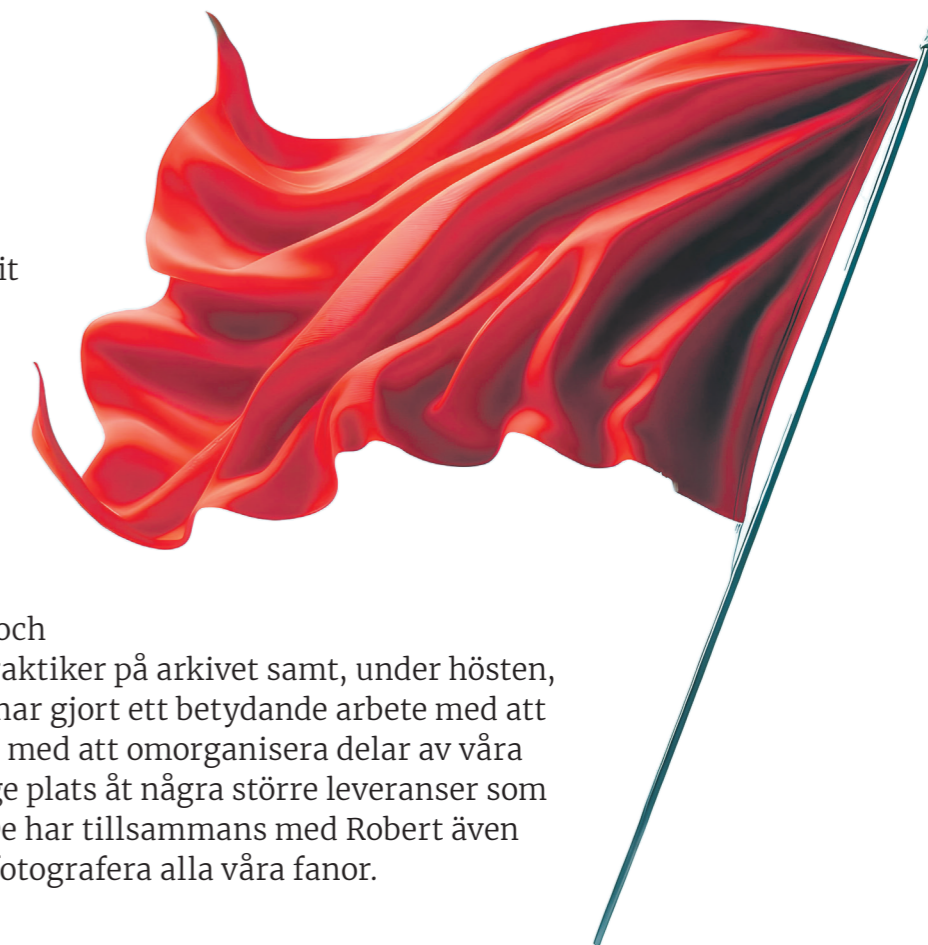 it
och
aktiker på arkivet samt, under hösten,
har gjort ett betydande arbete med att
med att omorganisera delar av våra
ge plats åt några större leveranser som
e har tillsammans med Robert även
fotografera alla våra fanor.